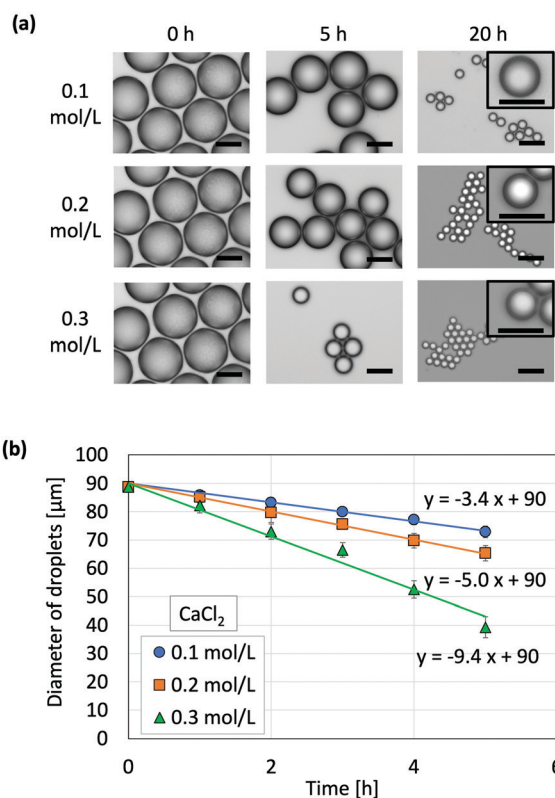 (a)
0 h 5 h 20 h
0.1
mol/L
0.2
mol/L
0.3
mol/L
(b)
Diameter of droplets [µm]
100
90
80
70
60
50
40
30
20
10
0
y = -3.4 x + 90
y = -5.0 x + 90
y = -9.4 x + 90
CaCl₂
0.1 mol/L
0.2 mol/L
0.3 mol/L
0 2 4 6
Time [h]